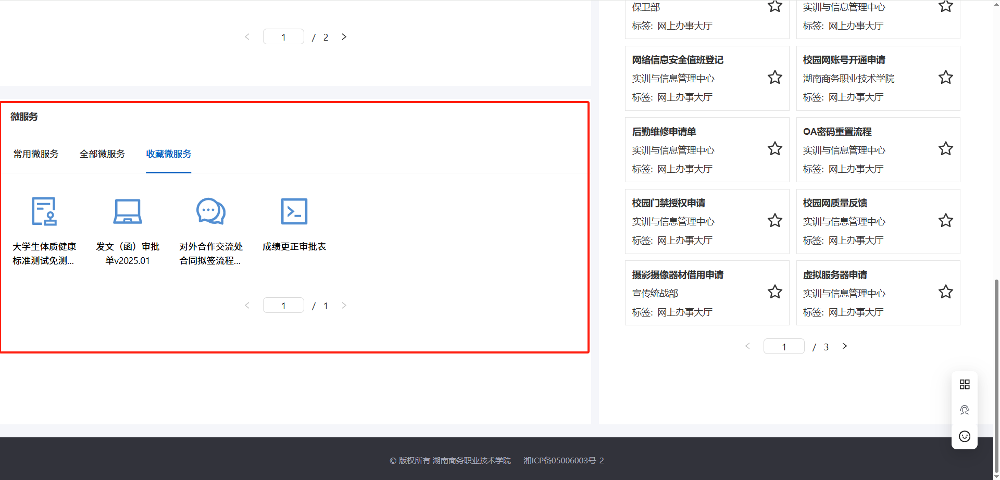 1 / 2
微服务
常用微服务 全部微服务 收藏微服务
大学生体质健康
标准测试免测...
发文（函）审批
单v2025.01
对外合作交流处
合同拟签流程...
成绩更正审批表
1 / 1
保卫部
标签: 网上办事大厅
实训与信息管理中心
标签: 网上办事大厅
网络信息安全值班登记
实训与信息管理中心
标签: 网上办事大厅
校园网账号开通申请
湖南商务职业技术学院
标签: 网上办事大厅
后勤维修申请单
实训与信息管理中心
标签: 网上办事大厅
OA密码重置流程
实训与信息管理中心
标签: 网上办事大厅
校园门禁授权申请
实训与信息管理中心
标签: 网上办事大厅
校园网质量反馈
实训与信息管理中心
标签: 网上办事大厅
摄影摄像器材借用申请
宣传统战部
标签: 网上办事大厅
虚拟服务器申请
实训与信息管理中心
标签: 网上办事大厅
1 / 3
© 版权所有 湖南商务职业技术学院 湘ICP备05006003号-2